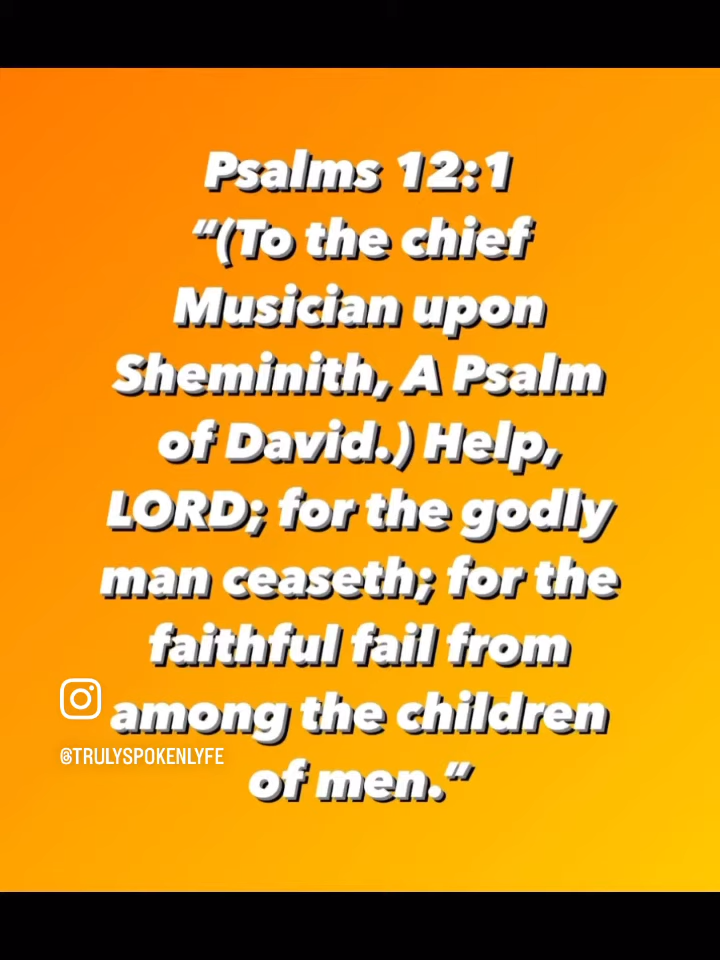 Psalms 12:1
“(To the chief
Musician upon
Sheminith, A Psalm
of David.) Help,
LORD; for the godly
man ceaseth; for the
faithful fail from
among the children
@TRULYSPOKENLYFE
of men.”